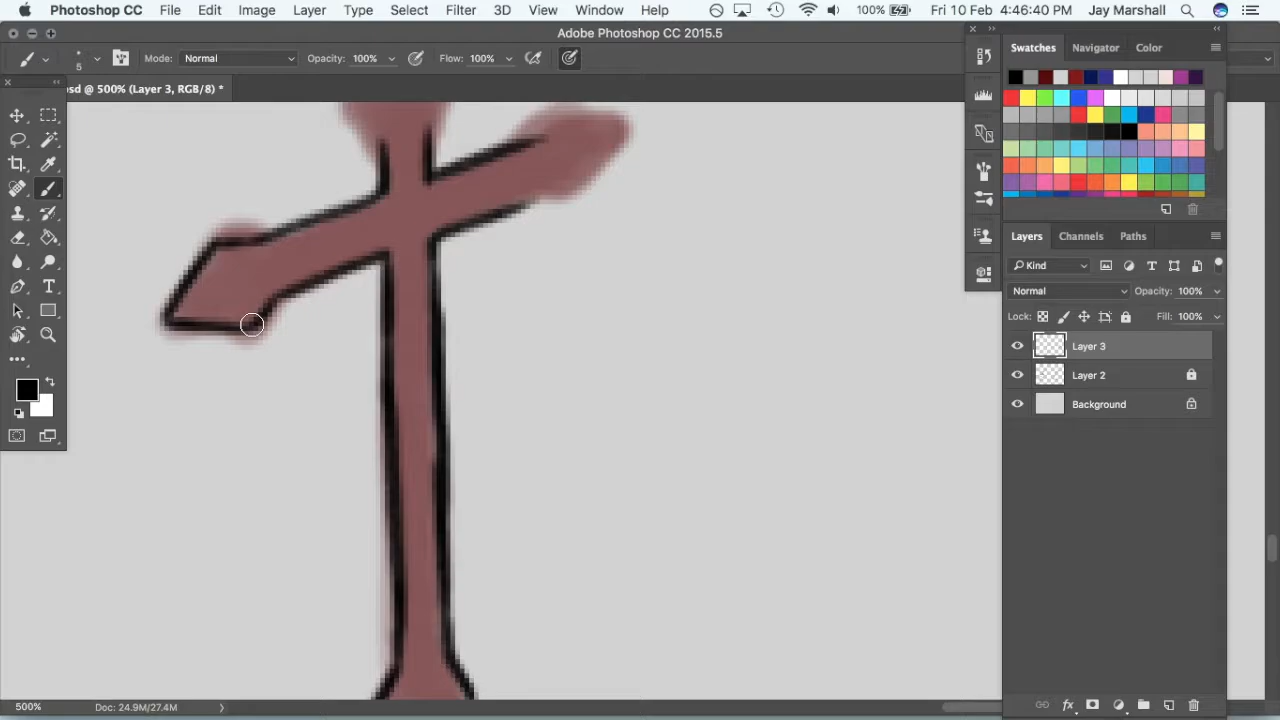 Photoshop CC File Edit Image Layer Type Select Filter 3D View Window Help 100% Fri 10 Feb 4:46:40 PM Jay Marshall
Adobe Photoshop CC 2015.5
5 Mode: Normal Opacity: 100% Flow: 100%
sd @ 500% (Layer 3, RGB/8) *
Swatches Navigator Color
Layers Channels Paths
Kind
Normal Opacity: 100%
Lock: Fill: 100%
Layer 3
Layer 2
Background
500% Doc: 24.9M/27.4M